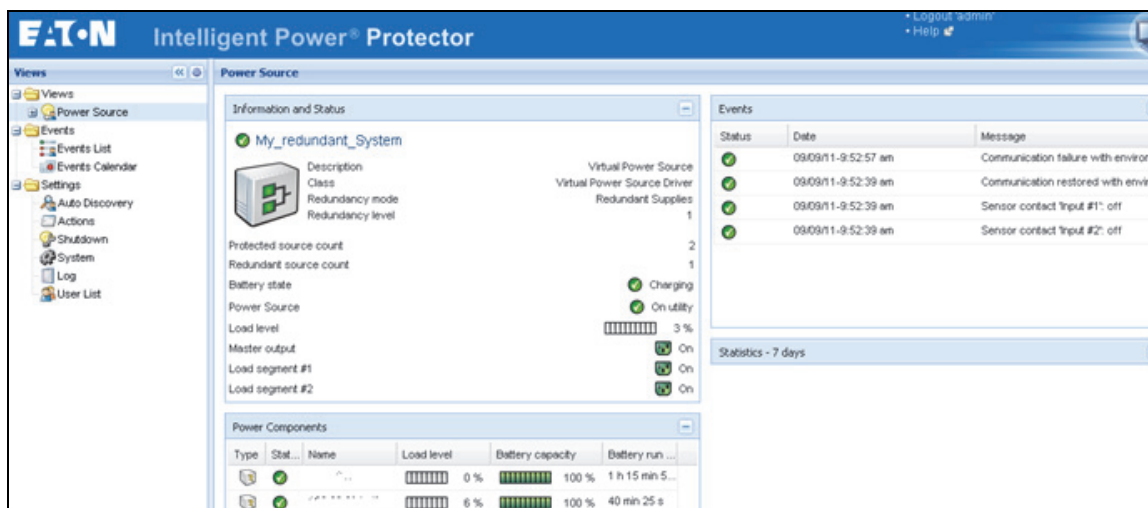 EATON Intelligent Power® Protector
• Logout 'admin'
• Help
Views
Views
Power Source
Events
Events List
Events Calendar
Settings
Auto Discovery
Actions
Shutdown
System
Log
User List
Power Source
Information and Status
My_redundant_System
Description Virtual Power Source
Class Virtual Power Source Driver
Redundancy mode Redundant Supplies
Redundancy level 1
Protected source count 2
Redundant source count 1
Battery state Charging
Power Source On utility
Load level 3 %
Master output On
Load segment #1 On
Load segment #2 On
Power Components
Type Stat... Name Load level Battery capacity Battery run ...
0 % 100 % 1 h 15 min 5...
6 % 100 % 40 min 25 s
Events
Status Date Message
09/09/11-9:52:57 am Communication failure with environ
09/09/11-9:52:39 am Communication restored with envir
09/09/11-9:52:39 am Sensor contact 'Input #1': off
09/09/11-9:52:39 am Sensor contact 'Input #2': off
Statistics - 7 days